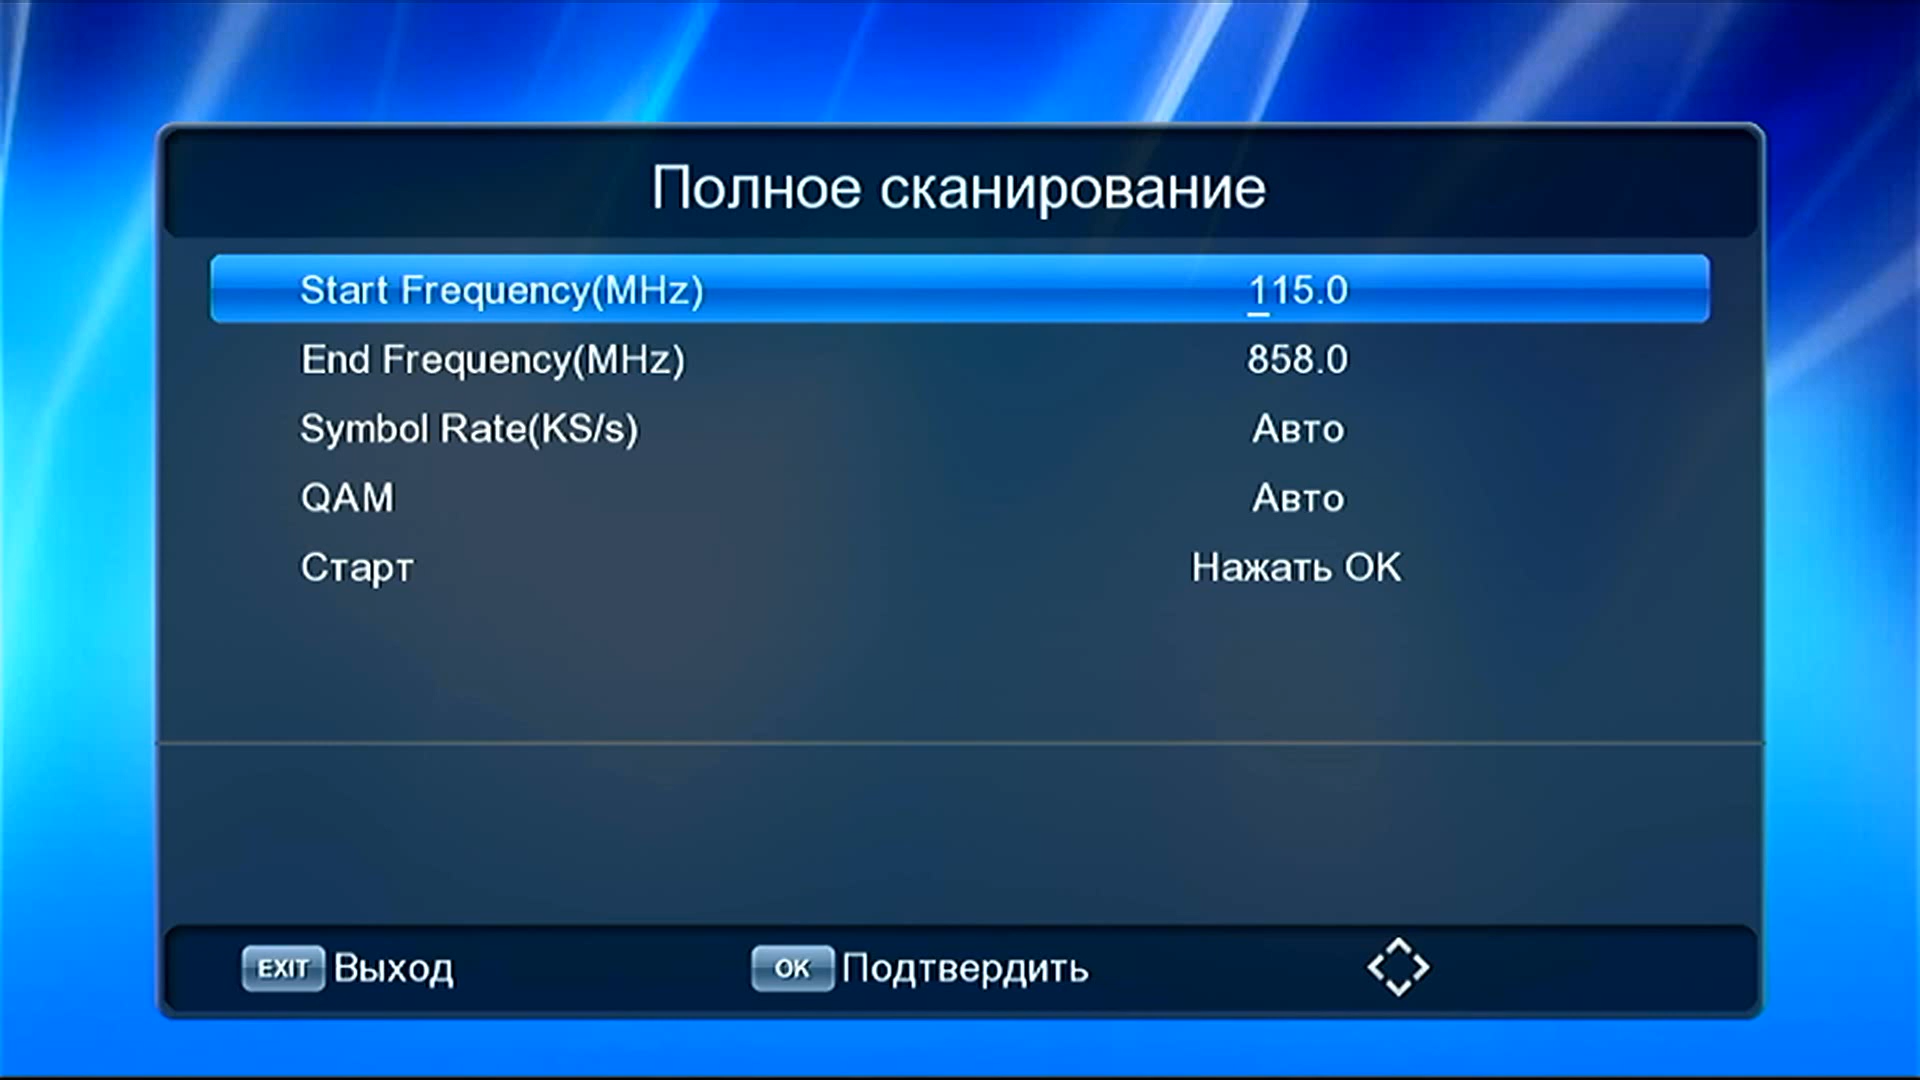 Полное сканирование
Start Frequency(MHz) 115.0
End Frequency(MHz) 858.0
Symbol Rate(KS/s) Авто
QAM Авто
Старт Нажать OK
EXIT Выход OK Подтвердить